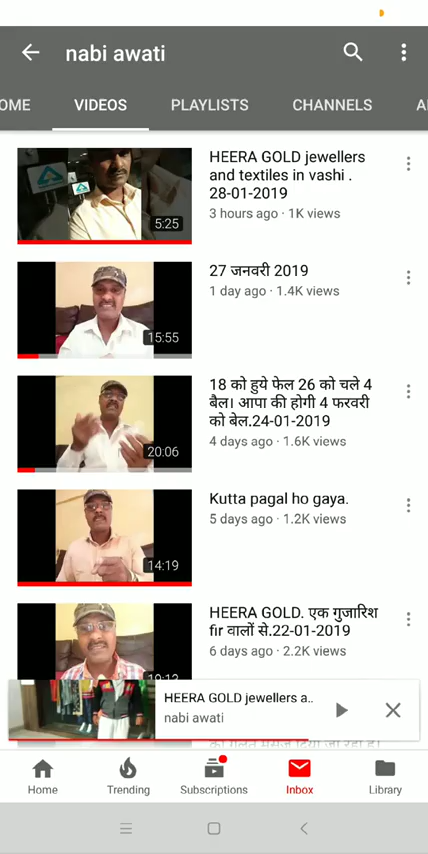 nabi awati
OME VIDEOS PLAYLISTS CHANNELS A
HEERA GOLD jewellers
and textiles in vashi .
28-01-2019
3 hours ago · 1K views
5:25
27 जनवरी 2019
1 day ago · 1.4K views
15:55
18 को हुये फेल 26 को चले 4
बैल। आपा की होगी 4 फरवरी
को बेल.24-01-2019
4 days ago · 1.6K views
20:06
Kutta pagal ho gaya.
5 days ago · 1.2K views
14:19
HEERA GOLD. एक गुजारिश
fir वालों से.22-01-2019
6 days ago · 2.2K views
HEERA GOLD jewellers a..
nabi awati
Home Trending Subscriptions Inbox Library